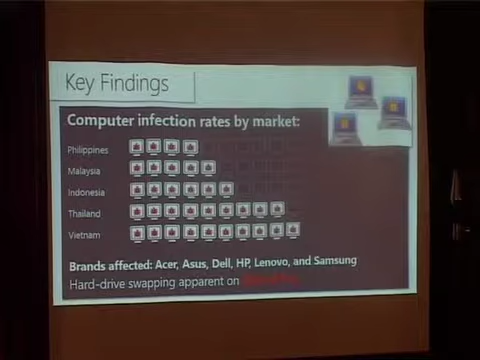 Key Findings
Computer infection rates by market:
Philippines
Malaysia
Indonesia
Thailand
Vietnam
Brands affected: Acer, Asus, Dell, HP, Lenovo, and Samsung
Hard-drive swapping apparent on